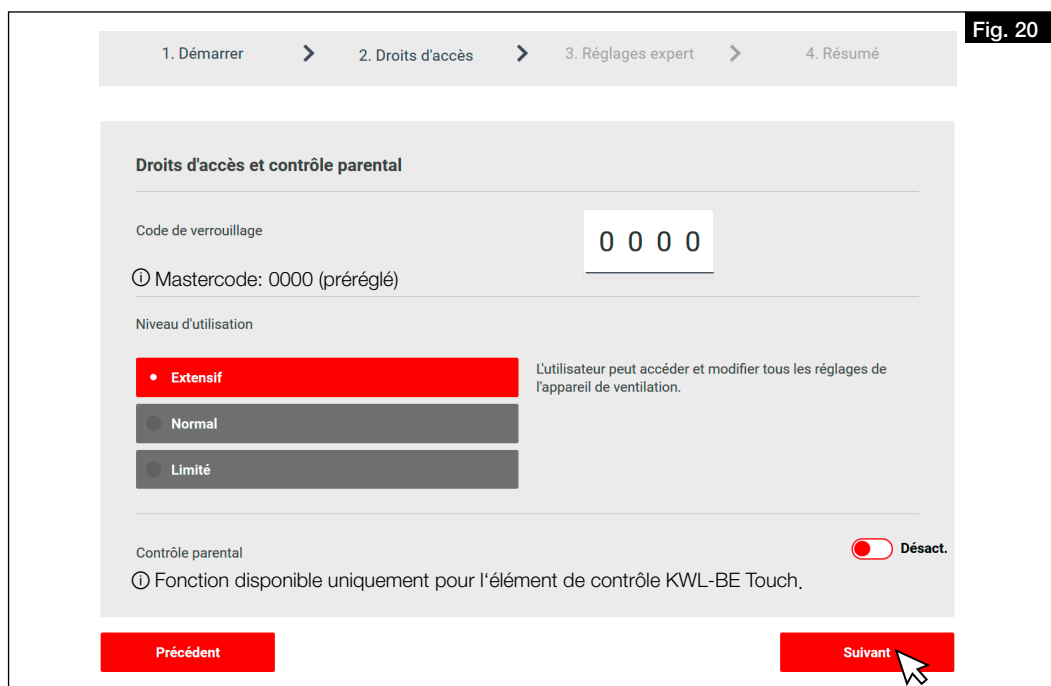 Fig. 20
1. Démarrer > 2. Droits d'accès > 3. Réglages expert > 4. Résumé
Droits d'accès et contrôle parental
Code de verrouillage
0 0 0 0
ⓘ Mastercode: 0000 (préréglé)
Niveau d'utilisation
Extensif
L'utilisateur peut accéder et modifier tous les réglages de
l'appareil de ventilation.
Normal
Limité
Contrôle parental
Désact.
ⓘ Fonction disponible uniquement pour l‘élément de contrôle KWL-BE Touch.
Précédent
Suivant